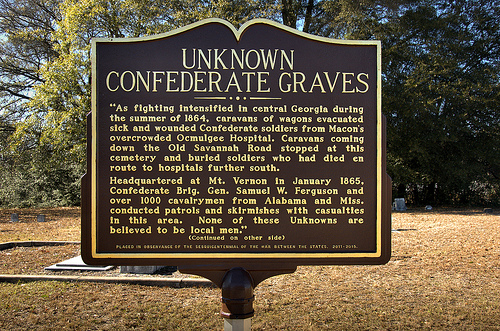 UNKNOWN
CONFEDERATE GRAVES
"As fighting intensified in central Georgia during
the summer of 1864, caravans of wagons evacuated
sick and wounded Confederate soldiers from Macon's
overcrowded Ocmulgee Hospital. Caravans coming
down the Old Savannah Road stopped at this
cemetery and buried soldiers who had died en
route to hospitals further south.
Headquartered at Mt. Vernon in January 1865,
Confederate Brig. Gen. Samuel W. Ferguson and
over 1000 cavalrymen from Alabama and Miss.
conducted patrols and skirmishes with casualties
in this area. None of these Unknowns are
believed to be local men."
(Continued on other side)
PLACED IN OBSERVANCE OF THE SESQUICENTENNIAL OF THE WAR BETWEEN THE STATES, 2011-2015.